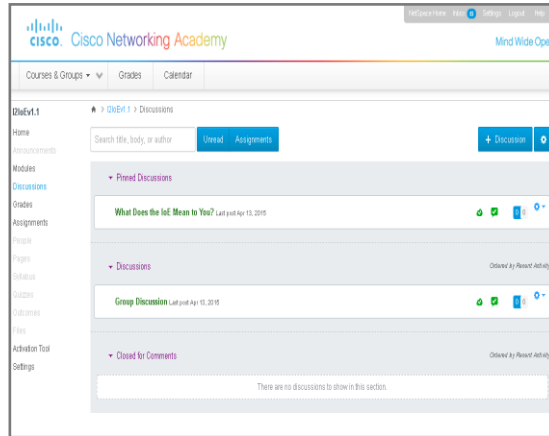 NetSpace Home Inbox Settings Logout Help
CISCO. Cisco Networking Academy
Mind Wide Ope
Courses & Groups Grades Calendar
I2IoEv1.1
I2IoEv1.1 > Discussions
Home
Announcements
Modules
Discussions
Grades
Assignments
People
Pages
Syllabus
Quizzes
Outcomes
Files
Activation Tool
Settings
Search title, body, or author Unread Assignments + Discussion
Pinned Discussions
What Does the IoE Mean to You? Last post Apr 13, 2015
Discussions Ordered by Recent Activity
Group Discussion Last post Apr 13, 2015
Closed for Comments Ordered by Recent Activity
There are no discussions to show in this section.